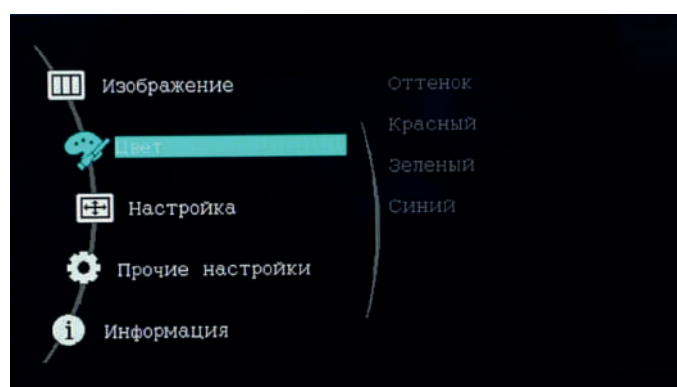 Изображение
Цвет
Настройка
Прочие настройки
Информация
Оттенок
Красный
Зеленый
Синий